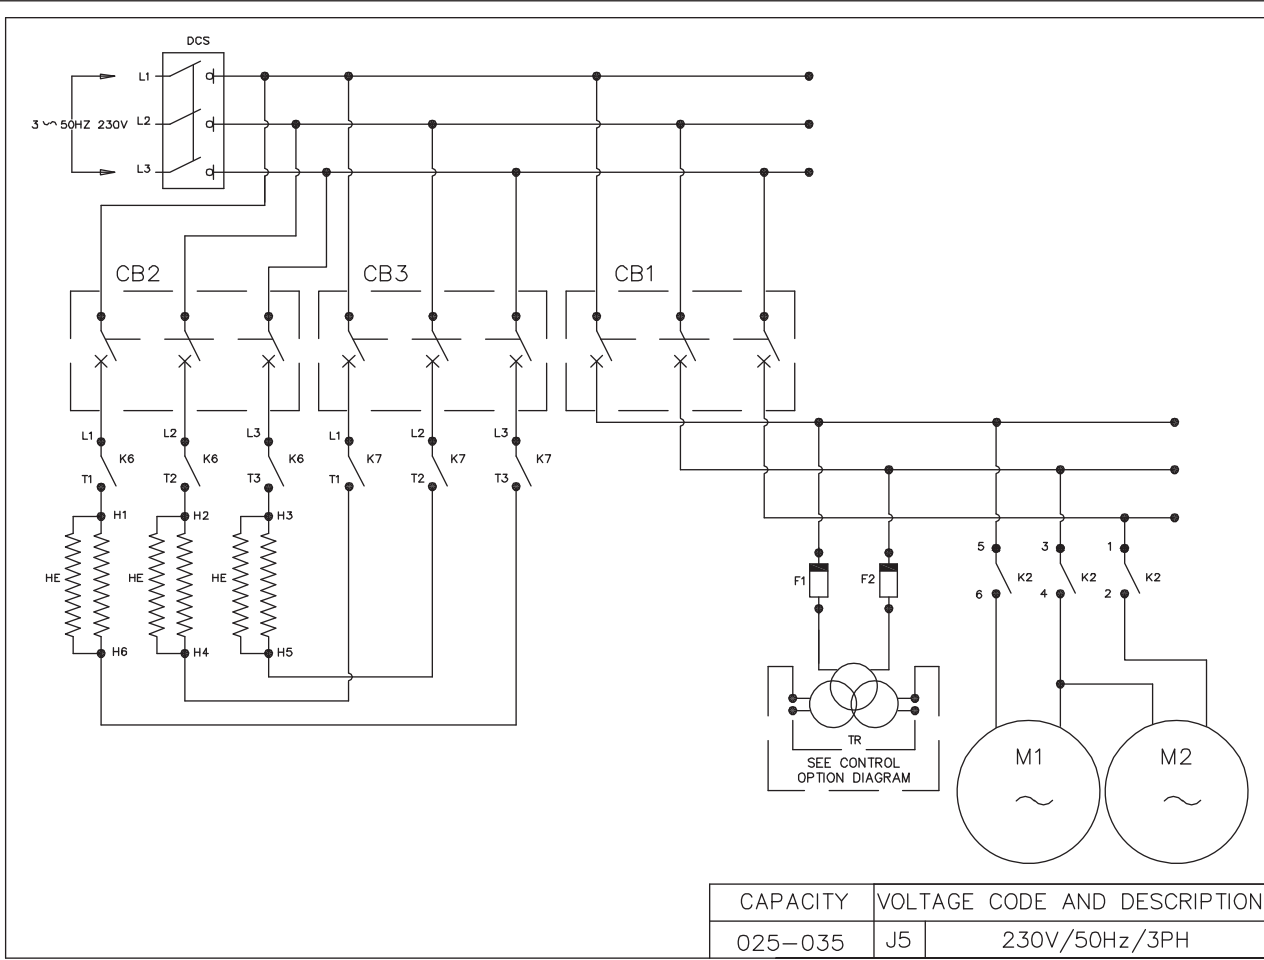 DCS
L1
3 ~ 50HZ 230V L2
L3
CB2 CB3 CB1
L1 L2 L3 L1 L2 L3
K6 K6 K6 K7 K7 K7
T1 T2 T3 T1 T2 T3
H1 H2 H3
5 3 1
HE HE HE F1 F2 K2 K2 K2
6 4 2
H6 H4 H5
TR
SEE CONTROL
OPTION DIAGRAM
M1 M2
~ ~
CAPACITY VOLTAGE CODE AND DESCRIPTION
025-035 J5 230V/50Hz/3PH